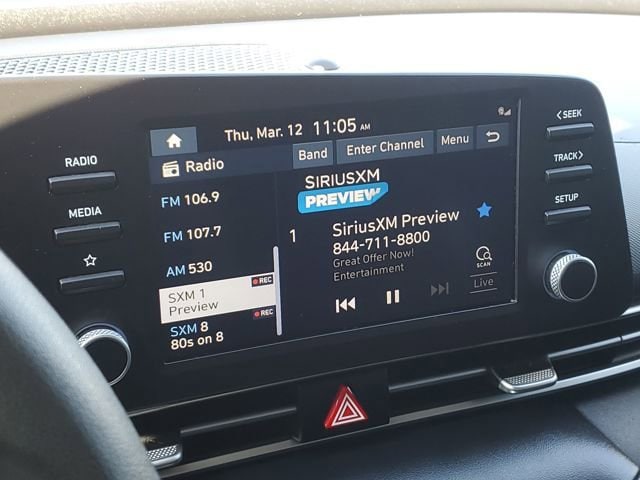 Thu, Mar. 12 11:05 AM
Radio
Band
Enter Channel
Menu
FM 106.9
FM 107.7
AM 530
SXM 1
REC
Preview
SXM 8
REC
80s on 8
SIRIUSXM
PREVIEW
1
SiriusXM Preview
844-711-8800
Great Offer Now!
Entertainment
SCAN
Live
RADIO
MEDIA
< SEEK
TRACK >
SETUP